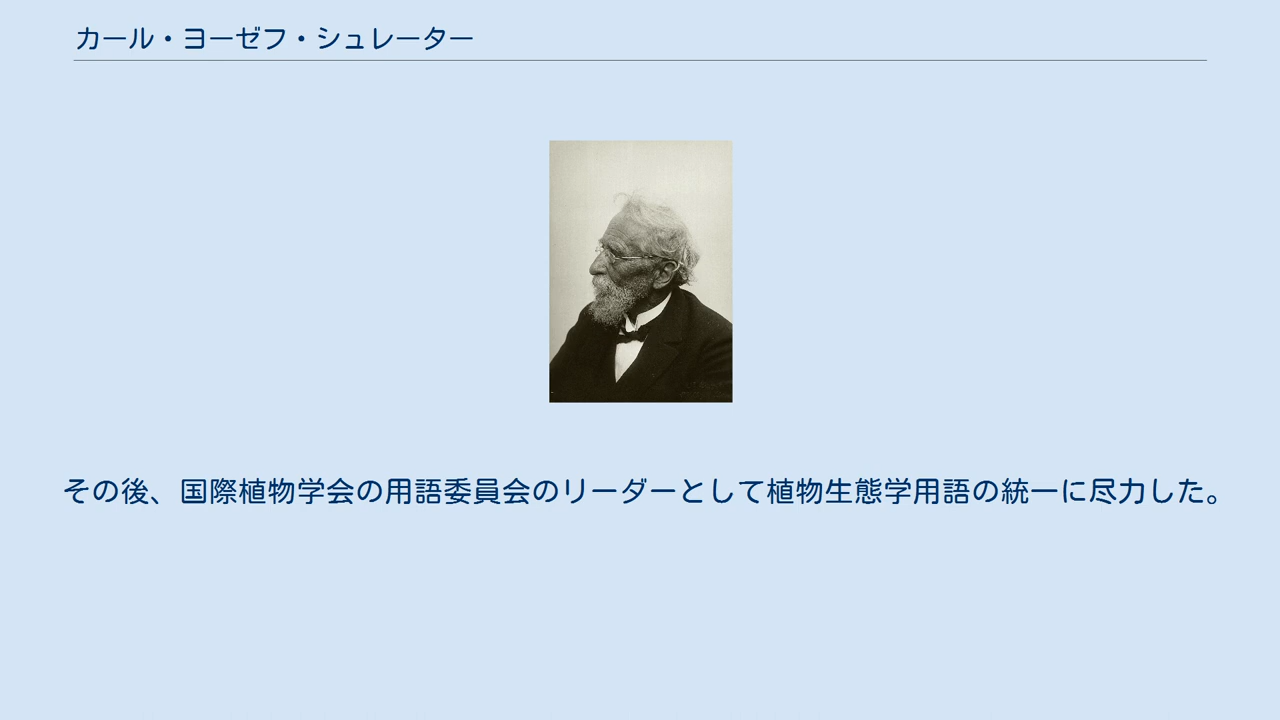 カール・ヨーゼフ・シュレーター
その後、国際植物学会の用語委員会のリーダーとして植物生態学用語の統一に尽力した。